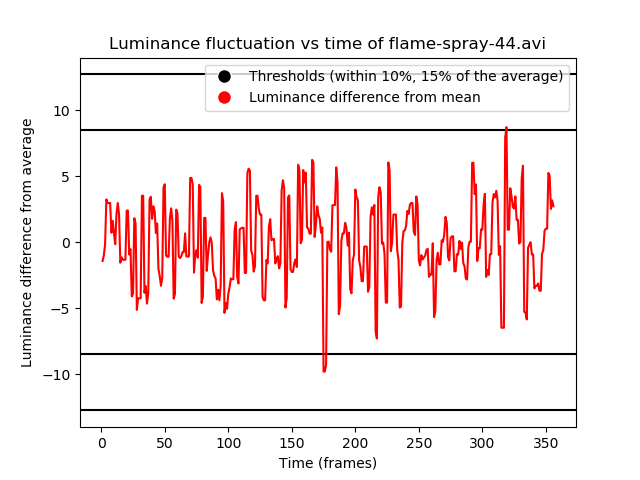 Luminance fluctuation vs time of flame-spray-44.avi
Thresholds (within 10%, 15% of the average)
Luminance difference from mean
Luminance difference from average
10
5
0
−5
−10
0 50 100 150 200 250 300 350
Time (frames)